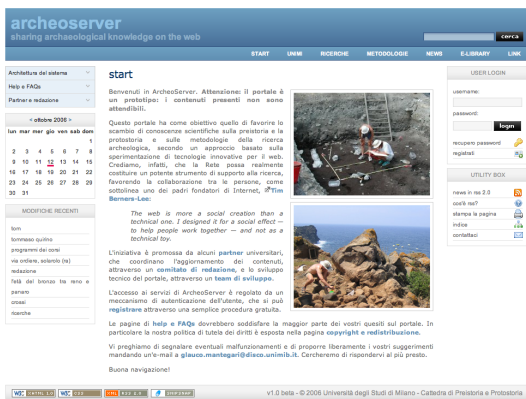 archeoserver
sharing archaeological knowledge on the web
cerca
START UNIMI RICERCHE METODOLOGIE NEWS E-LIBRARY LINK
Architettura del sistema
Help e FAQs
Partner e redazione
« ottobre 2006 »
lun mar mer gio ven sab dom
1
2 3 4 5 6 7 8
9 10 11 12 13 14 15
16 17 18 19 20 21 22
23 24 25 26 27 28 29
30 31
MODIFICHE RECENTI
tcm
tommaso quirino
programmi dei corsi
via ordiere, solarolo (ra)
redazione
l'età del bronzo tra reno e
panaro
crossi
ricerche
start
Benvenuti in ArcheoServer. Attenzione: il portale è
un prototipo: i contenuti presenti non sono
attendibili.
Questo portale ha come obiettivo quello di favorire lo
scambio di conoscenze scientifiche sulla preistoria e la
protostoria e sulle metodologie della ricerca
archeologica, secondo un approccio basato sulla
sperimentazione di tecnologie innovative per il web.
Crediamo, infatti, che la Rete possa realmente
costituire un potente strumento di supporto alla ricerca,
favorendo la collaborazione tra le persone, come
sottolinea uno dei padri fondatori di Internet, Tim
Berners-Lee:
The web is more a social creation than a
technical one. I designed it for a social effect —
to help people work together — and not as a
technical toy.
L'iniziativa è promossa da alcuni partner universitari,
che coordinano l'aggiornamento dei contenuti,
attraverso un comitato di redazione, e lo sviluppo
tecnico del portale, attraverso un team di sviluppo.
L'accesso ai servizi di ArcheoServer è regolato da un
meccanismo di autenticazione dell'utente, che si può
registrare attraverso una semplice procedura gratuita.
Le pagine di help e FAQs dovrebbero soddisfare la maggior parte dei vostri quesiti sul portale. In
particolare la nostra politica di tutela dei diritti è esposta nella pagina copyright e redistribuzione.
Vi preghiamo di segnalare eventuali malfunzionamenti e di proporre liberamente i vostri suggerimenti
mandando un'e-mail a glauco.mantegari@disco.unimib.it. Cercheremo di rispondervi al più presto.
Buona navigazione!
USER LOGIN
username:
password:
login
recupero password
registrati
UTILITY BOX
news in rss 2.0
cos'è rss?
stampa la pagina
indice
contattaci
W3C XHTML 1.0 W3C CSS XML RSS 2.0
v1.0 beta - © 2006 Università degli Studi di Milano - Cattedra di Preistoria e Protostoria